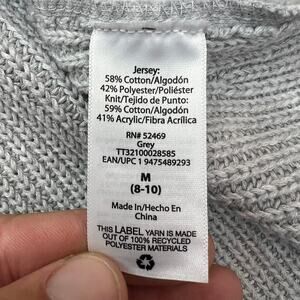 Jersey:
58% Cotton/Algodón
42% Polyester/Poliéster
Knit/Tejido de Punto:
59% Cotton/Algodón
41% Acrylic/Fibra Acrílica
RN# 52469
Grey
TT32100028585
EAN/UPC 1 9475489293
M
(8-10)
Made In/Hecho En
China
THIS LABEL YARN IS MADE
OUT OF 100% RECYCLED
POLYESTER MATERIALS